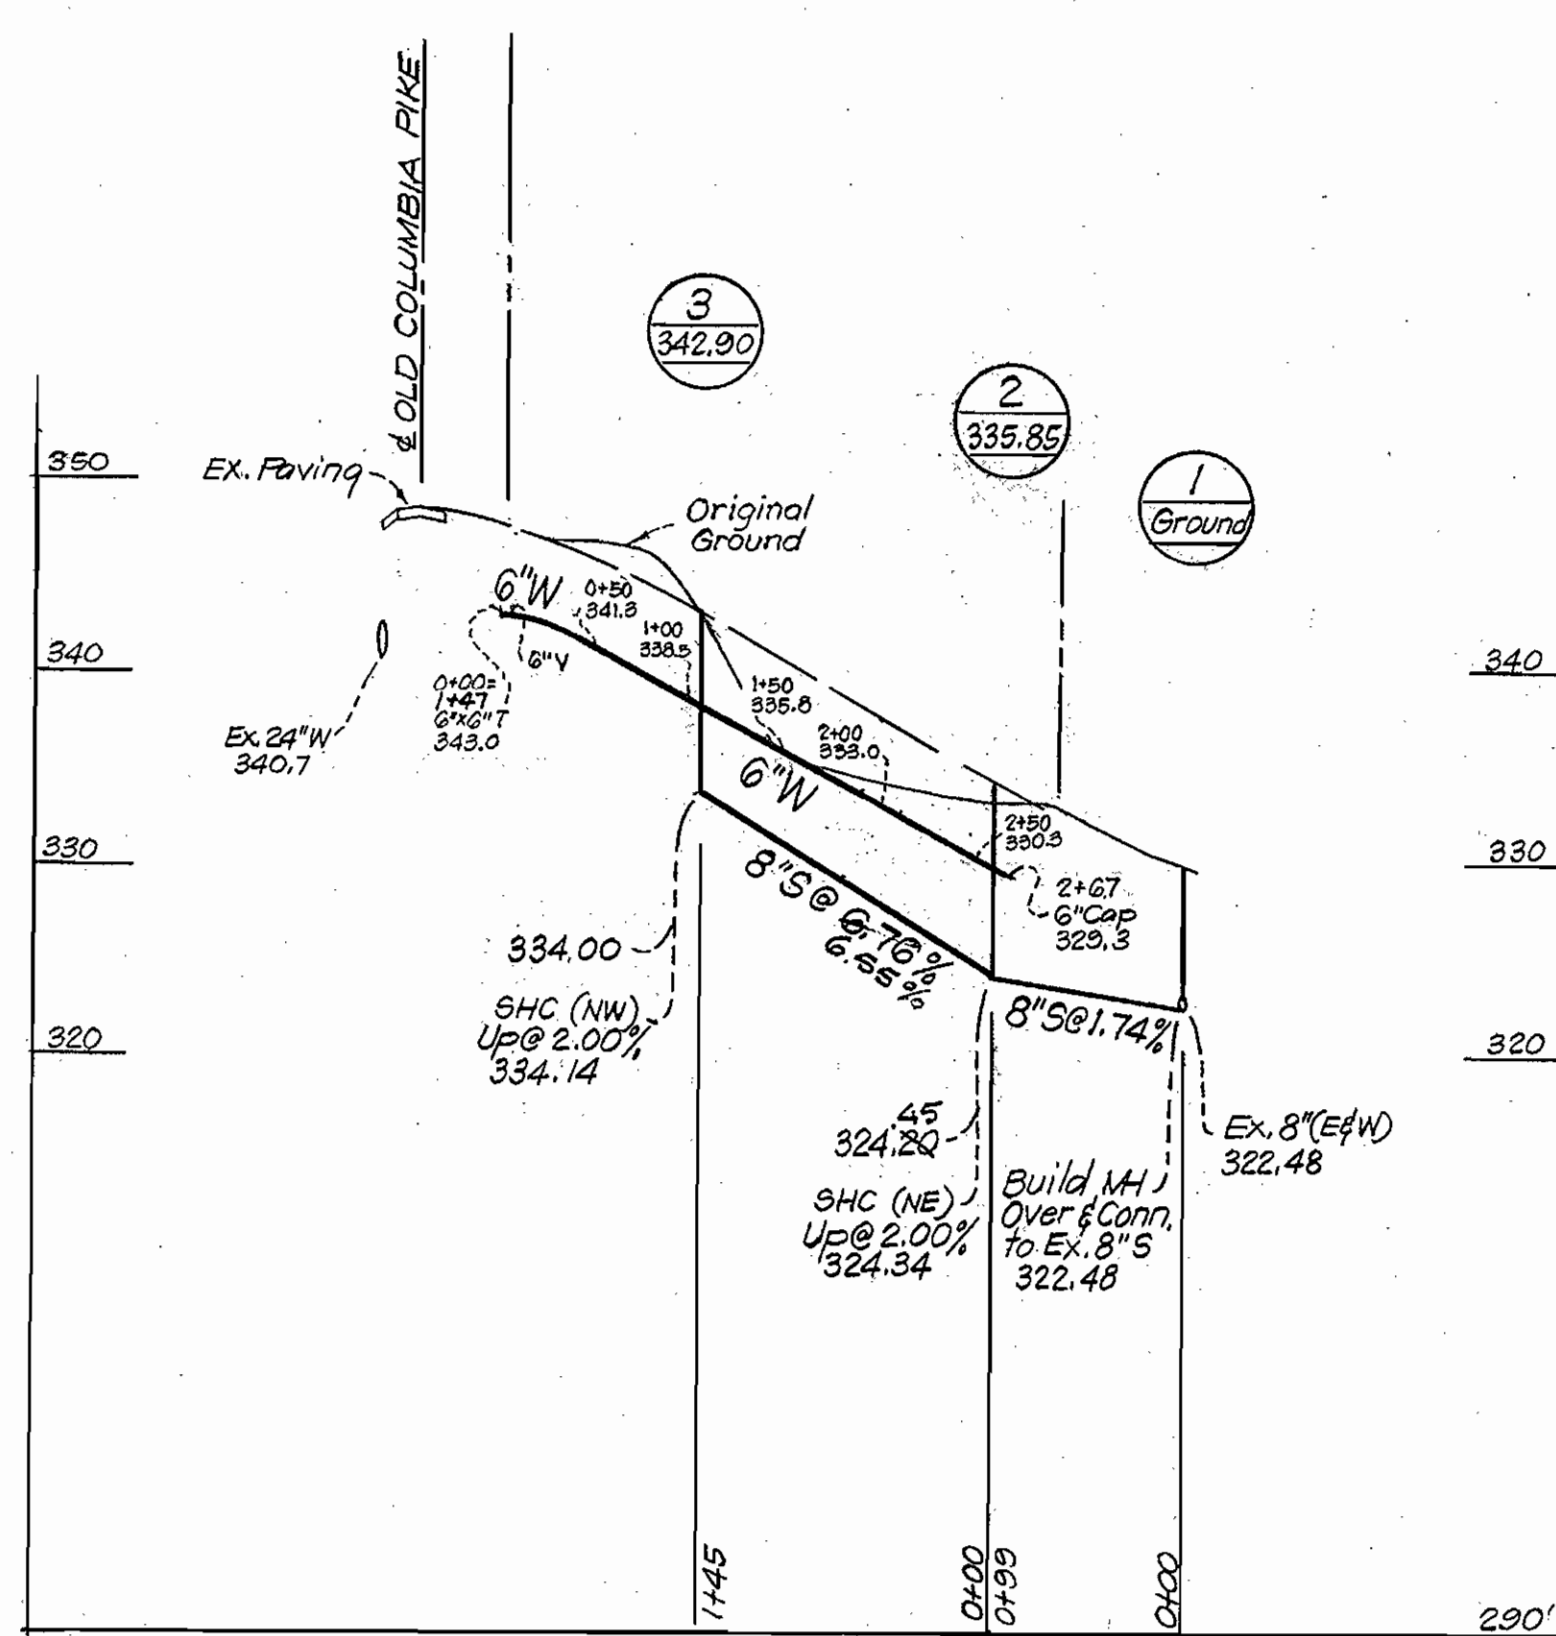 ℄ OLD COLUMBIA PIKE
3
342.90
2
335.85
1
Ground
350
Ex. Paving
Original
Ground
6"W
0+50
341.3
1+00
338.5
340
6"V
0+00=
1+47
6"x6"T
343.0
1+50
335.8
2+00
333.0
340
Ex. 24"W
340.7
6"W
2+50
330.3
330
330
8"S@ 6.76%
6.55%
2+67
6"Cap
329.3
334.00
SHC (NW)
Up@ 2.00%
334.14
8"S@1.74%
320
320
.45
324.20
SHC (NE)
Up@ 2.00%
324.34
Build MH
Over & Conn.
to Ex. 8"S
322.48
Ex. 8"(E&W)
322.48
1+45
0+00
0+99
0+00
290'